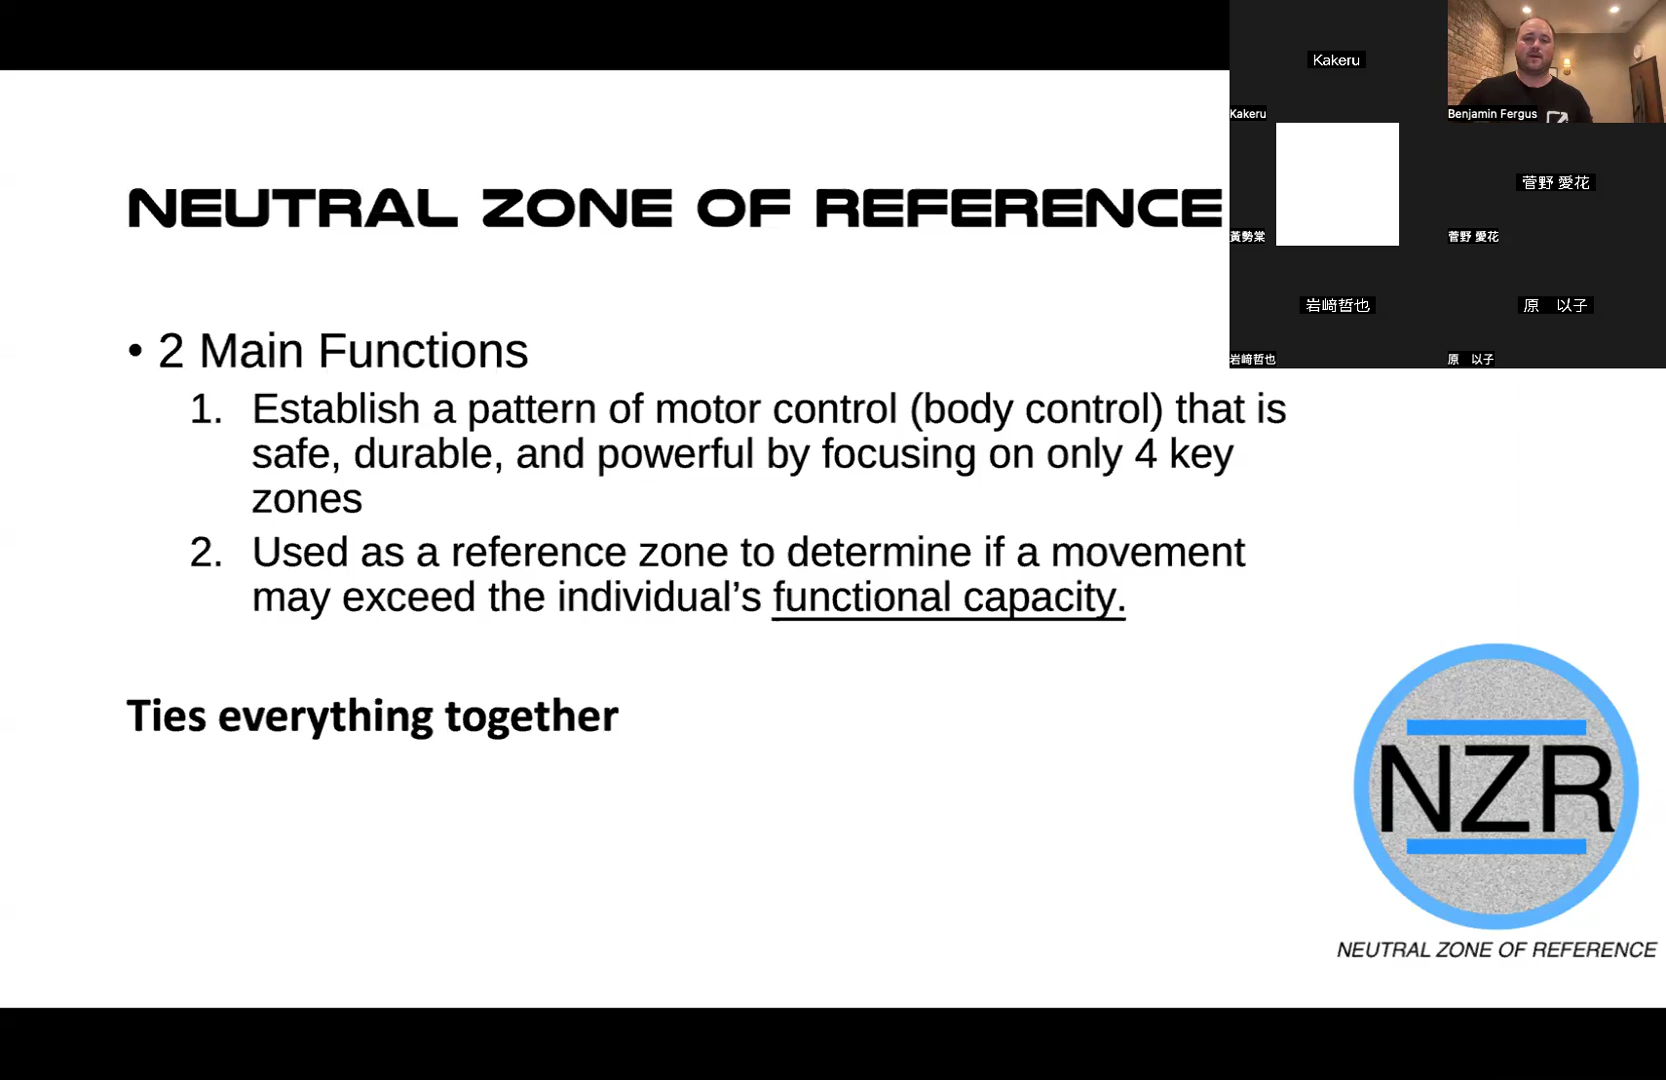 NEUTRAL ZONE OF REFERENCE
• 2 Main Functions
1. Establish a pattern of motor control (body control) that is
safe, durable, and powerful by focusing on only 4 key
zones
2. Used as a reference zone to determine if a movement
may exceed the individual’s functional capacity.
Ties everything together
NZR
NEUTRAL ZONE OF REFERENCE
Kakeru
Kakeru
Benjamin Fergus
黃勢棠
菅野 愛花
菅野 愛花
岩﨑哲也
岩﨑哲也
原　以子
原　以子